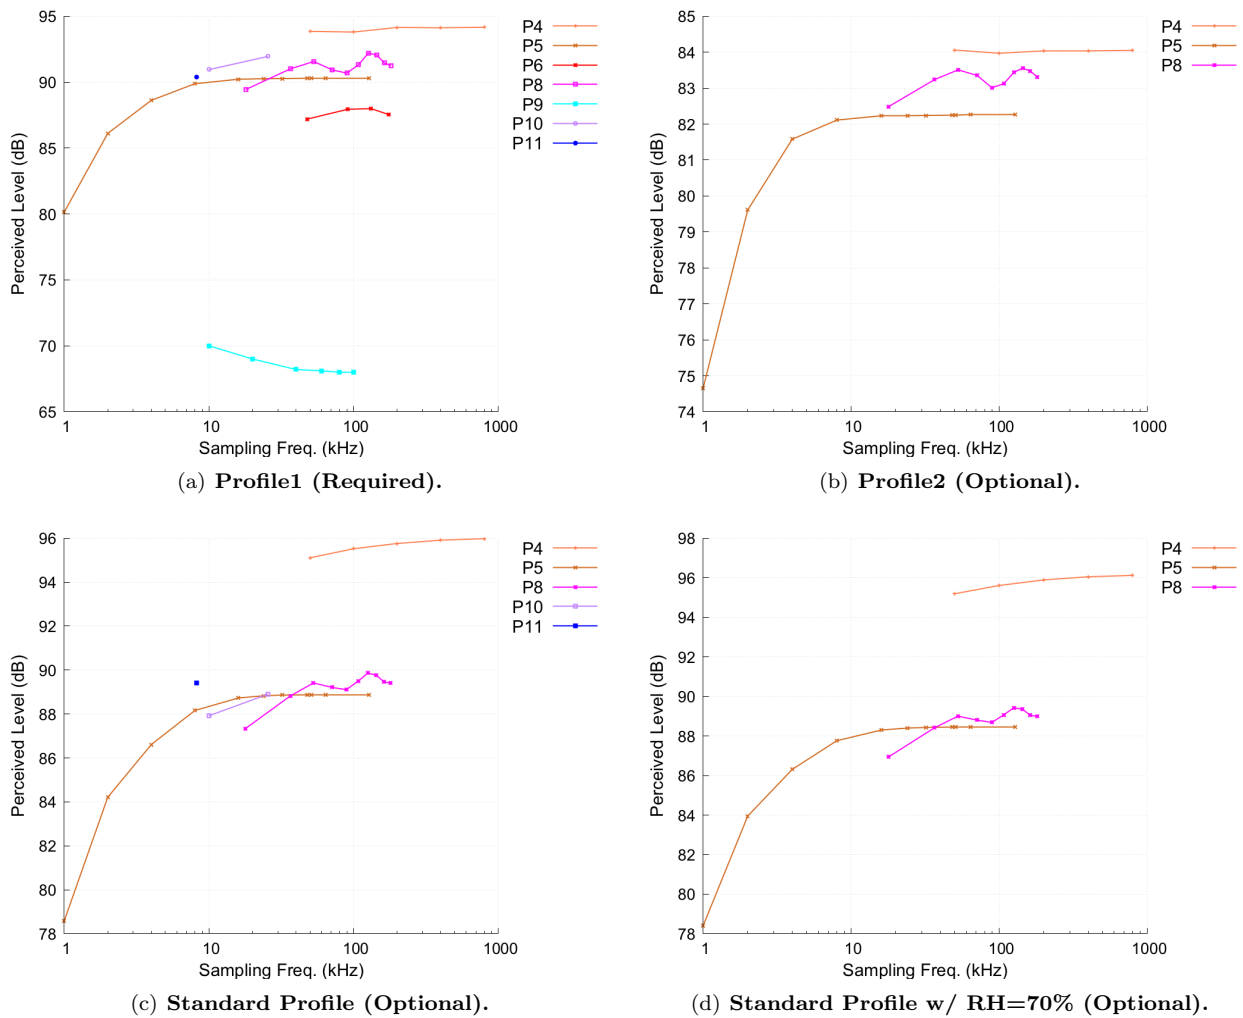 95
90
85
80
75
70
65
1
10
100
1000
Perceived Level (dB)
Sampling Freq. (kHz)
P4
P5
P6
P8
P9
P10
P11
(a) Profile1 (Required).
85
84
83
82
81
80
79
78
77
76
75
74
1
10
100
1000
Perceived Level (dB)
Sampling Freq. (kHz)
P4
P5
P8
(b) Profile2 (Optional).
96
94
92
90
88
86
84
82
80
78
1
10
100
1000
Perceived Level (dB)
Sampling Freq. (kHz)
P4
P5
P8
P10
P11
(c) Standard Profile (Optional).
98
96
94
92
90
88
86
84
82
80
78
1
10
100
1000
Perceived Level (dB)
Sampling Freq. (kHz)
P4
P5
P8
(d) Standard Profile w/ RH=70% (Optional).